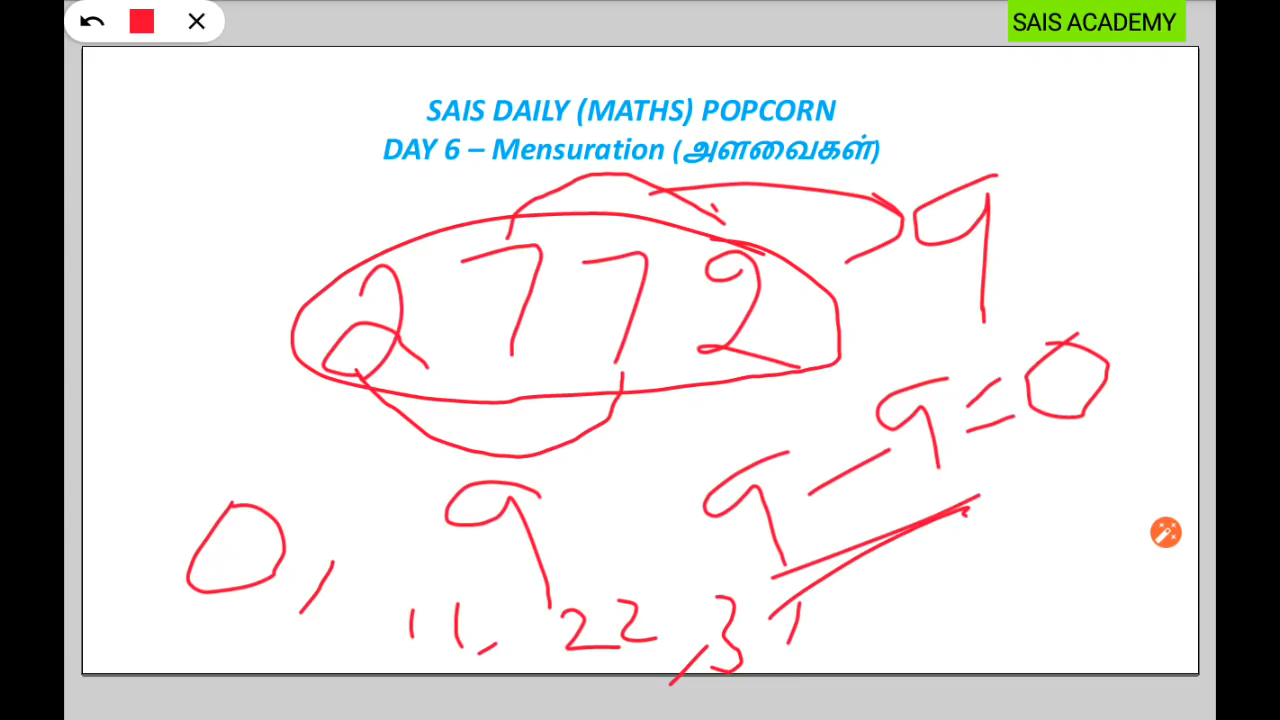 SAIS ACADEMY
SAIS DAILY (MATHS) POPCORN
DAY 6 – Mensuration (அளவைகள்)
2772
9
9 – 9 = 0
9
0, 11, 22, 3